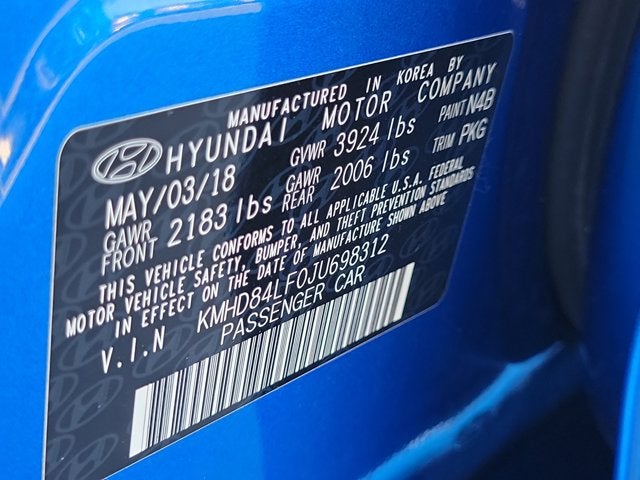 MANUFACTURED IN KOREA BY
HYUNDAI MOTOR COMPANY
MAY/03/18 GVWR 3924 lbs PAINT N4B
GAWR FRONT 2183 lbs GAWR REAR 2006 lbs TRIM PKG
THIS VEHICLE CONFORMS TO ALL APPLICABLE U.S.A. FEDERAL
MOTOR VEHICLE SAFETY, BUMPER, AND THEFT PREVENTION STANDARDS
IN EFFECT ON THE DATE OF MANUFACTURE SHOWN ABOVE
V.I.N KMHD84LF0JU698312
PASSENGER CAR